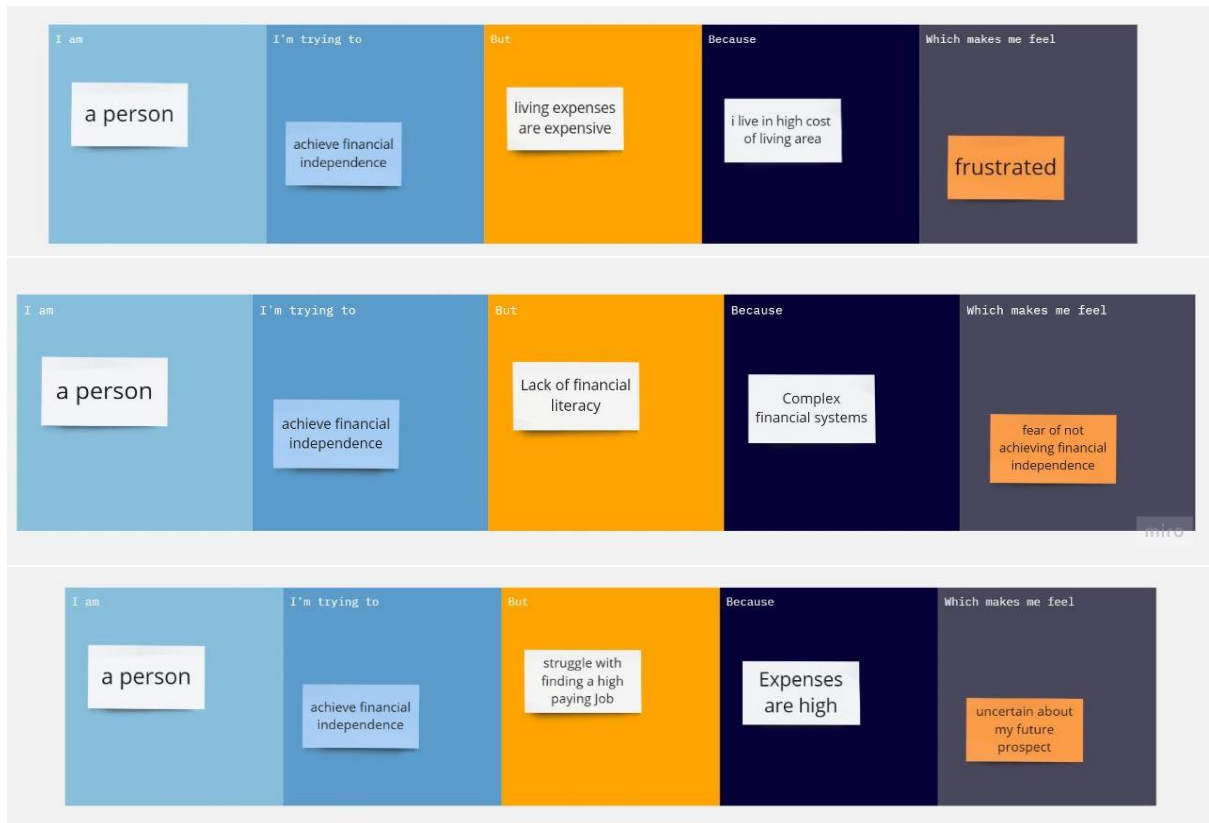 I am
I'm trying to
But
Because
Which makes me feel
a person
achieve financial
independence
living expenses
are expensive
i live in high cost
of living area
frustrated
I am
I'm trying to
But
Because
Which makes me feel
a person
achieve financial
independence
Lack of financial
literacy
Complex
financial systems
fear of not
achieving financial
independence
miro
I am
I'm trying to
But
Because
Which makes me feel
a person
achieve financial
independence
struggle with
finding a high
paying Job
Expenses
are high
uncertain about
my future
prospect